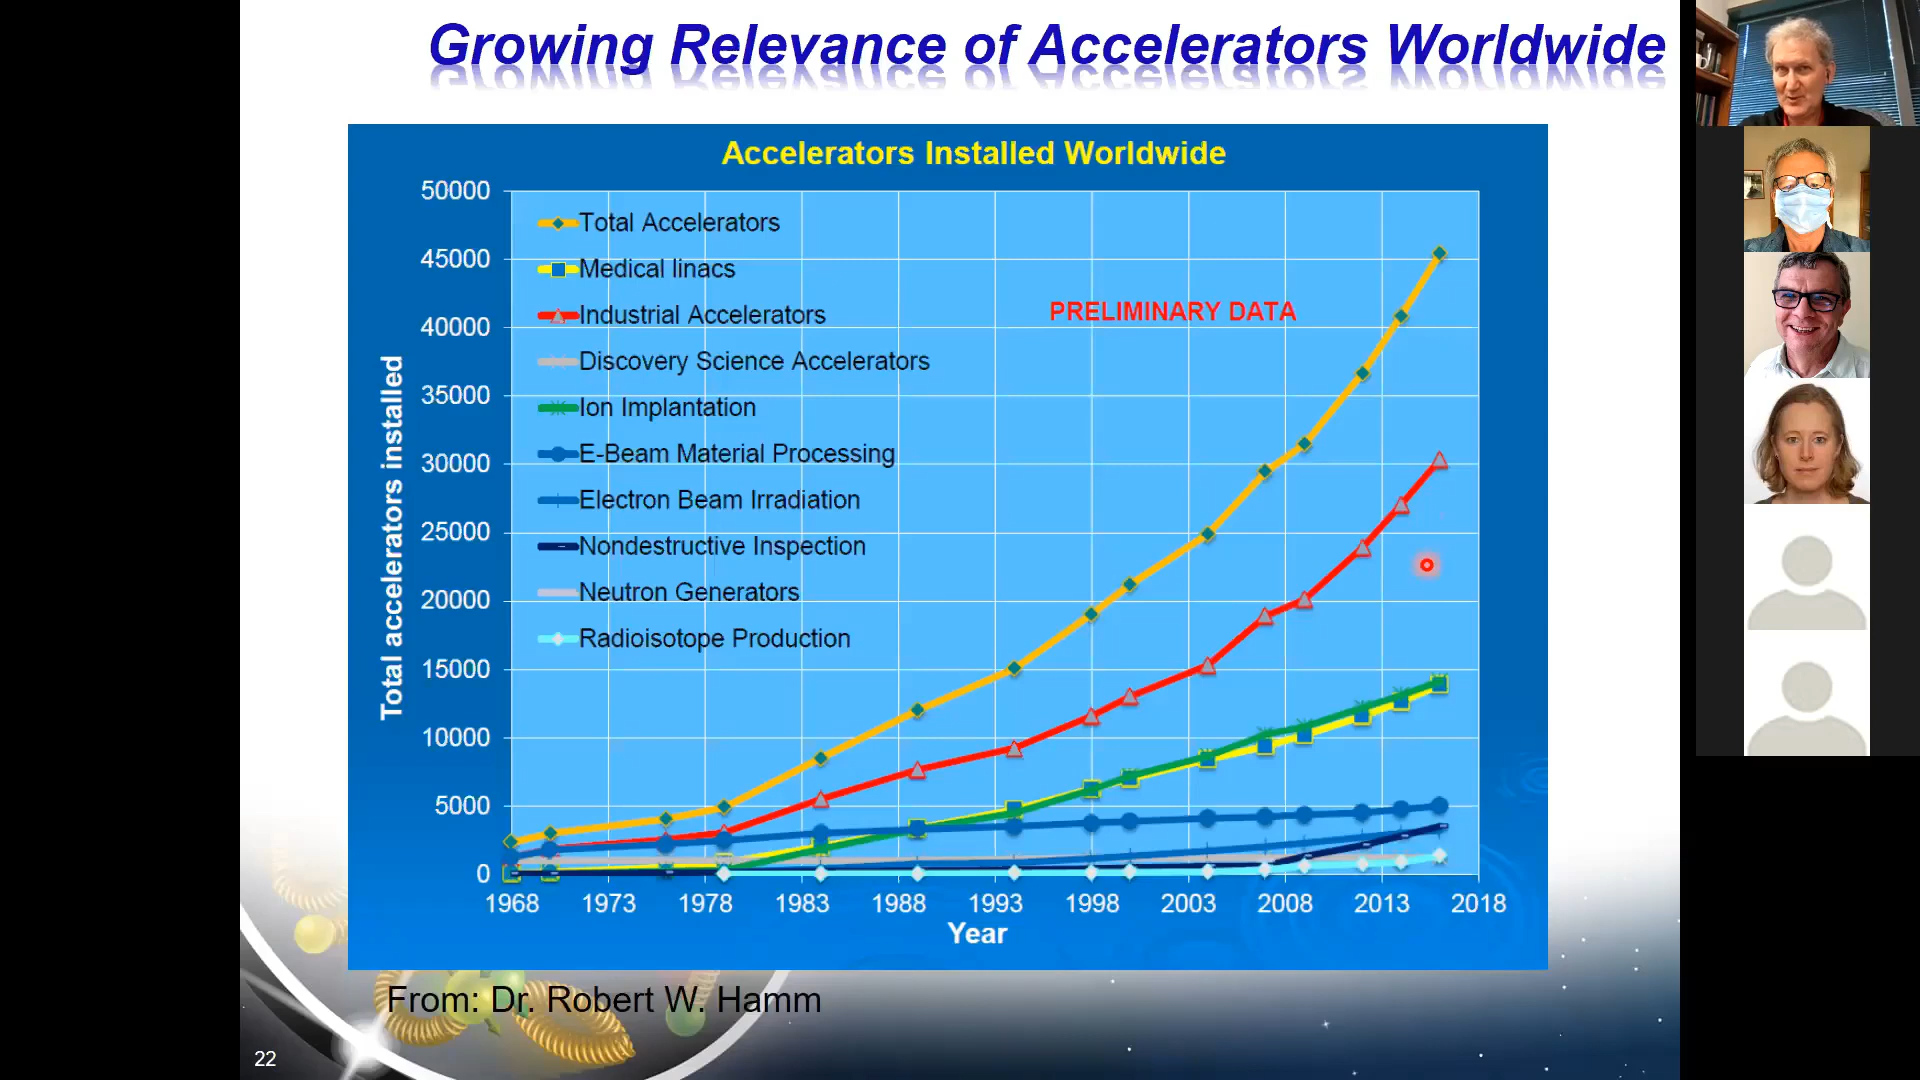 Growing Relevance of Accelerators Worldwide
Accelerators Installed Worldwide
50000
45000
40000
35000
30000
25000
20000
15000
10000
5000
0
Total accelerators installed
Total Accelerators
Medical linacs
Industrial Accelerators
Discovery Science Accelerators
Ion Implantation
E-Beam Material Processing
Electron Beam Irradiation
Nondestructive Inspection
Neutron Generators
Radioisotope Production
PRELIMINARY DATA
1968 1973 1978 1983 1988 1993 1998 2003 2008 2013 2018
Year
From: Dr. Robert W. Hamm
22